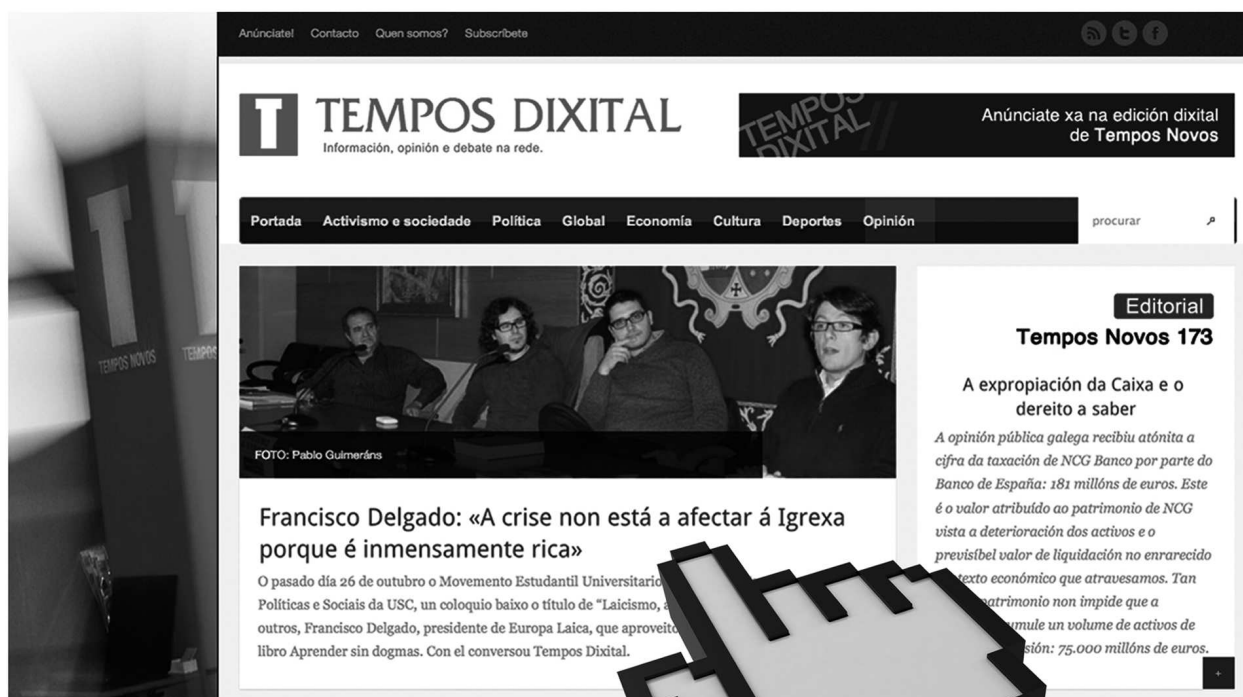 Anúnciate!
Contacto
Quen somos?
Subscríbete
T TEMPOS DIXITAL
Información, opinión e debate na rede.
TEMPOS
DIXITAL //
Anúnciate xa na edición dixital
de Tempos Novos
Portada Activismo e sociedade Política Global Economía Cultura Deportes Opinión
procurar
TEMPOS NOVOS
TEMPOS
FOTO: Pablo Guimeráns
Francisco Delgado: «A crise non está a afectar á Igrexa
porque é inmensamente rica»
O pasado día 26 de outubro o Movemento Estudantil Universitario
Políticas e Sociais da USC, un coloquio baixo o título de “Laicismo,
outros, Francisco Delgado, presidente de Europa Laica, que
libro Aprender sin dogmas. Con el conversou Tempos Dixital.
Editorial
Tempos Novos 173
A expropiación da Caixa e o
dereito a saber
A opinión pública galega recibiu atónita a
cifra da taxación de NCG Banco por parte do
Banco de España: 181 millóns de euros. Este
é o valor atribuído ao patrimonio de NCG
vista a deterioración dos activos e o
previsíbel valor de liquidación no enrarecido
económico que atravesamos. Tan
patrimonio non impide que a
un volume de activos de
75.000 millóns de euros.
+